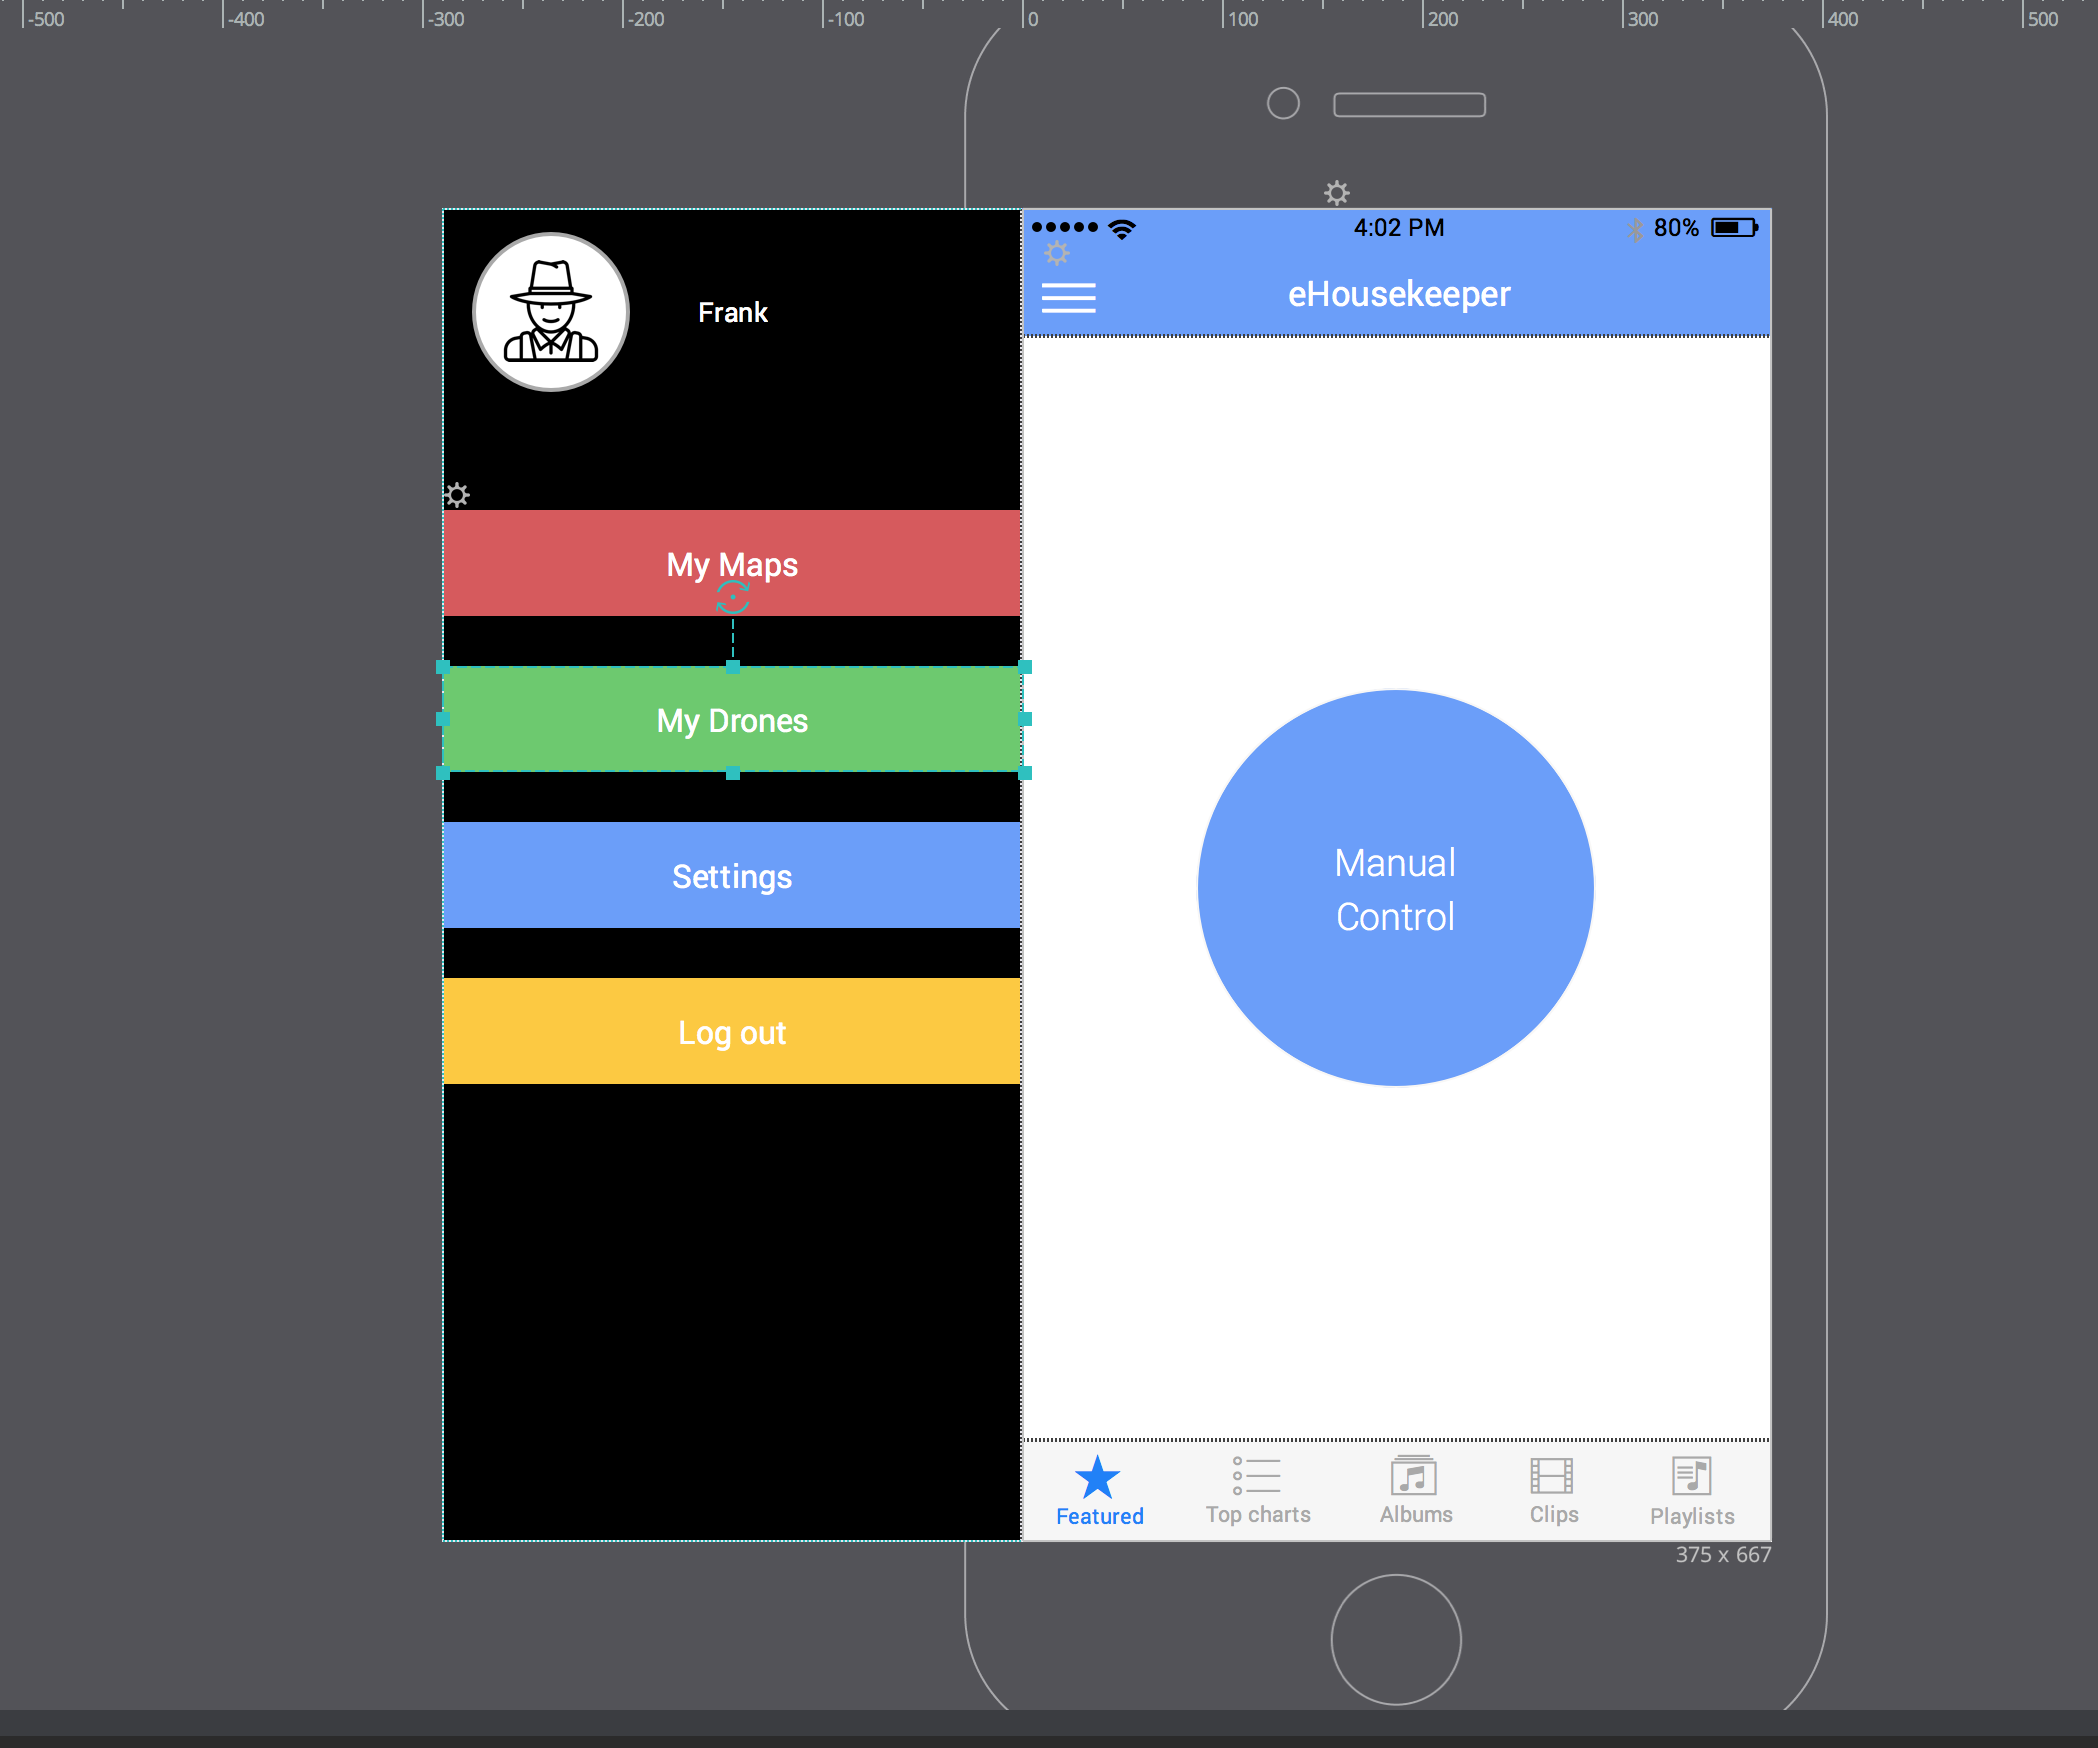 -500 -400 -300 -200 -100 0 100 200 300 400 500
4:02 PM 80%
eHousekeeper
Frank
My Maps
My Drones
Settings
Log out
Manual
Control
Featured Top charts Albums Clips Playlists
375 x 667